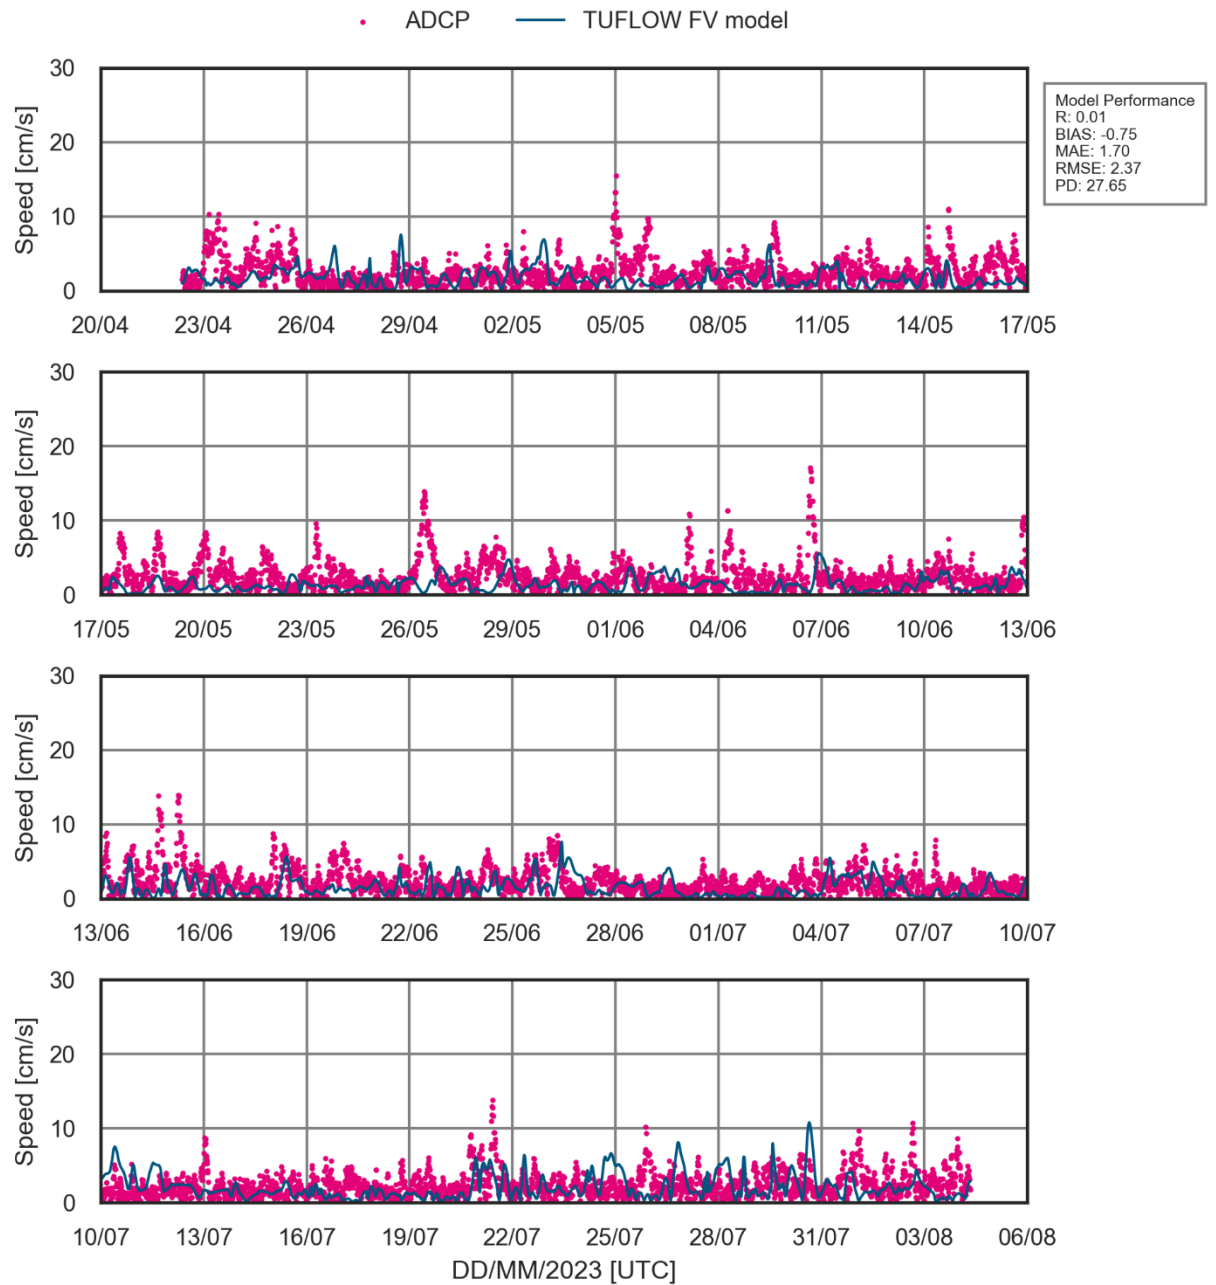 ADCP TUFLOW FV model
30
20
10
0
Speed [cm/s]
20/04 23/04 26/04 29/04 02/05 05/05 08/05 11/05 14/05 17/05
Model Performance
R: 0.01
BIAS: -0.75
MAE: 1.70
RMSE: 2.37
PD: 27.65
30
20
10
0
Speed [cm/s]
17/05 20/05 23/05 26/05 29/05 01/06 04/06 07/06 10/06 13/06
30
20
10
0
Speed [cm/s]
13/06 16/06 19/06 22/06 25/06 28/06 01/07 04/07 07/07 10/07
30
20
10
0
Speed [cm/s]
10/07 13/07 16/07 19/07 22/07 25/07 28/07 31/07 03/08 06/08
DD/MM/2023 [UTC]